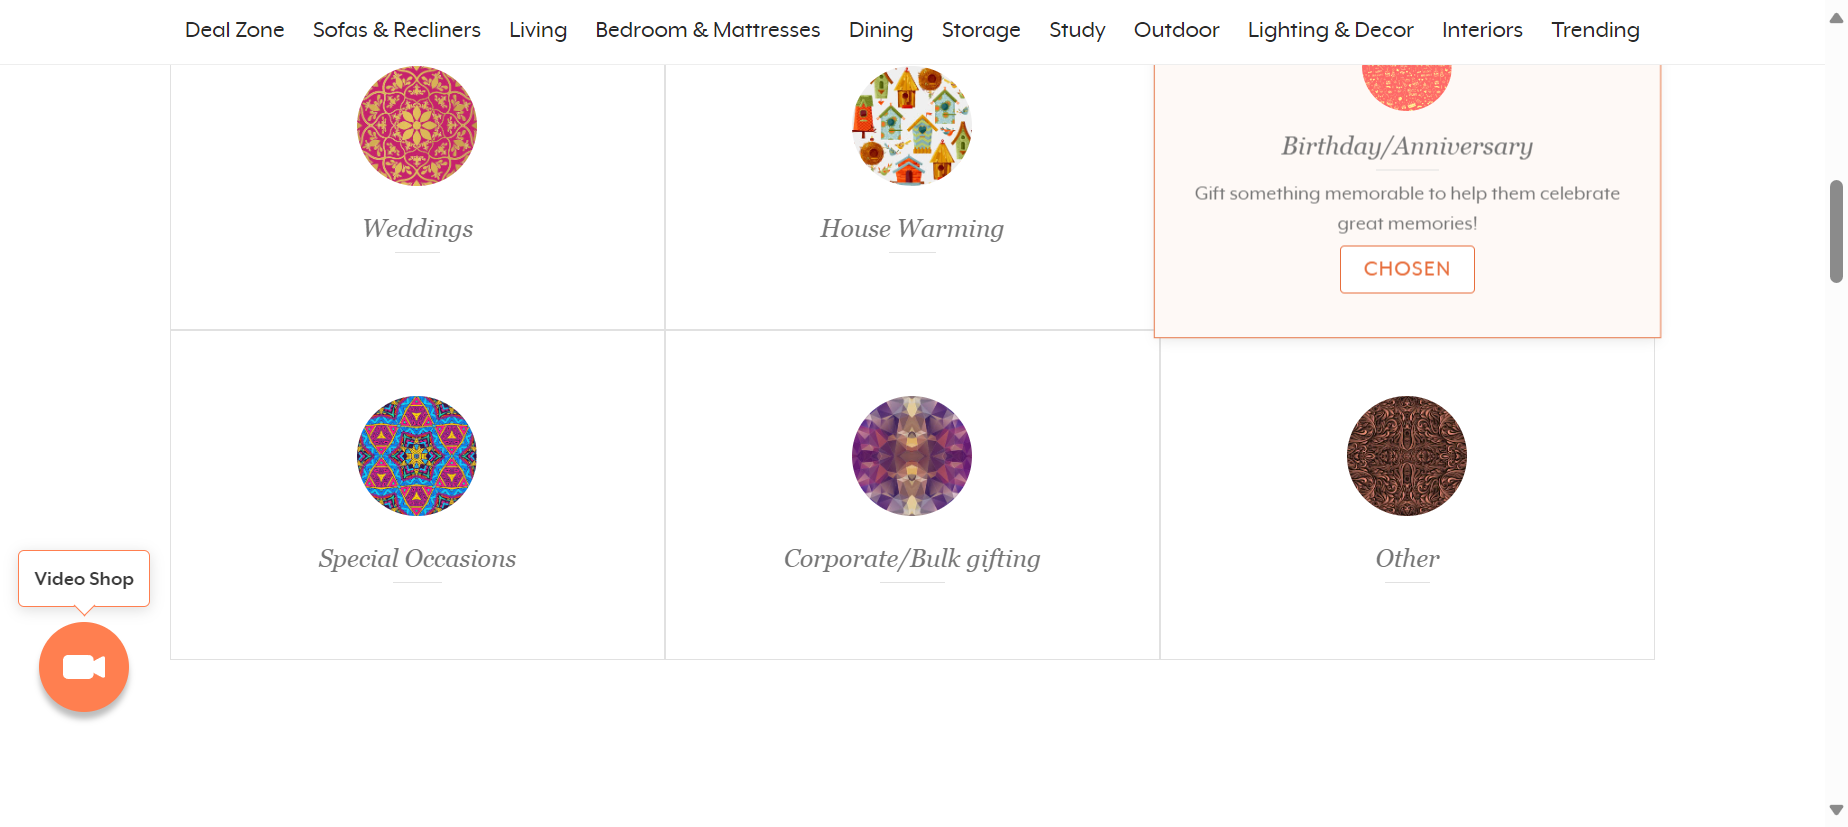 Deal Zone Sofas & Recliners Living Bedroom & Mattresses Dining Storage Study Outdoor Lighting & Decor Interiors Trending
Weddings
House Warming
Birthday/Anniversary
Gift something memorable to help them celebrate
great memories!
CHOSEN
Special Occasions
Corporate/Bulk gifting
Other
Video Shop